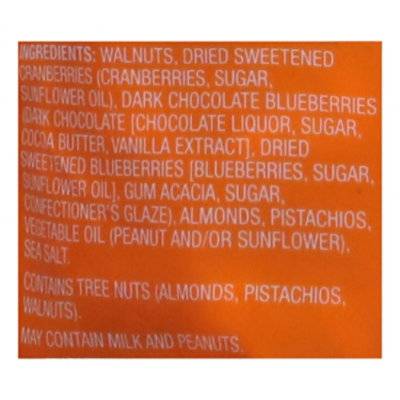 INGREDIENTS: WALNUTS, DRIED SWEETENED
CRANBERRIES (CRANBERRIES, SUGAR,
SUNFLOWER OIL), DARK CHOCOLATE BLUEBERRIES
(DARK CHOCOLATE [CHOCOLATE LIQUOR, SUGAR,
COCOA BUTTER, VANILLA EXTRACT], DRIED
SWEETENED BLUEBERRIES [BLUEBERRIES, SUGAR,
SUNFLOWER OIL], GUM ACACIA, SUGAR,
CONFECTIONER'S GLAZE), ALMONDS, PISTACHIOS,
VEGETABLE OIL (PEANUT AND/OR SUNFLOWER),
SEA SALT.
CONTAINS TREE NUTS (ALMONDS, PISTACHIOS,
WALNUTS).
MAY CONTAIN MILK AND PEANUTS.